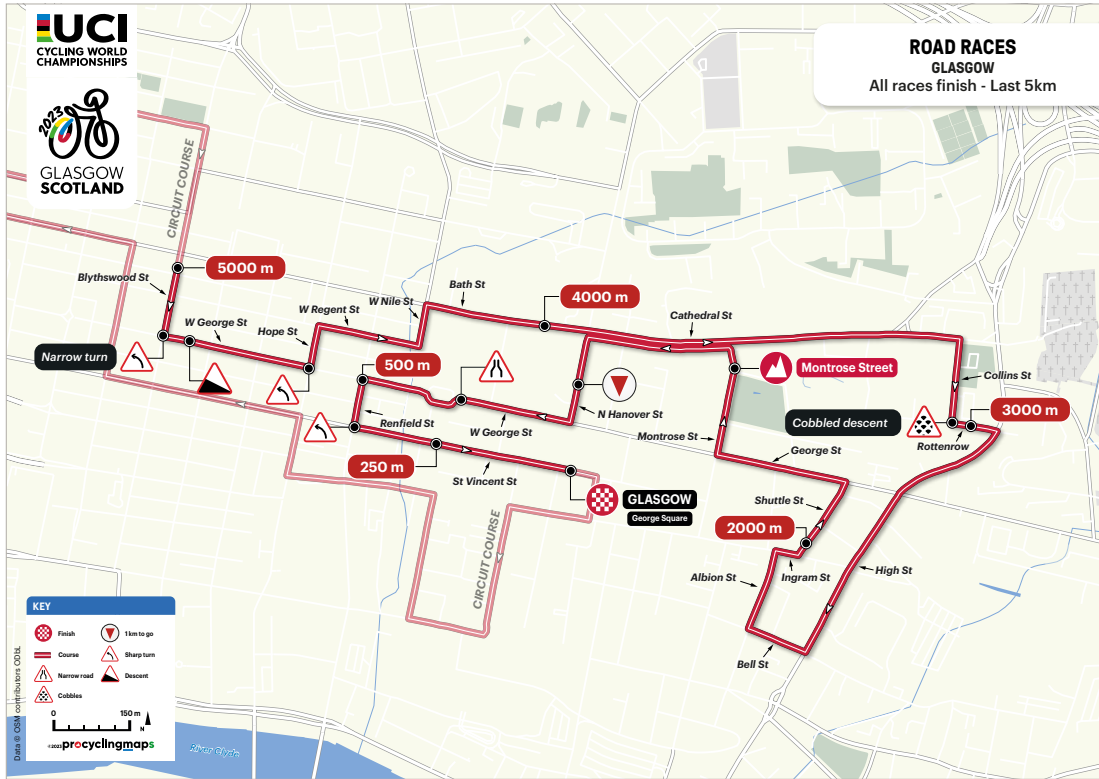 UCI
CYCLING WORLD
CHAMPIONSHIPS
2023
GLASGOW
SCOTLAND
ROAD RACES
GLASGOW
All races finish - Last 5km
CIRCUIT COURSE
Blythswood St
5000 m
W George St
Hope St
W Regent St
W Nile St
Bath St
4000 m
Cathedral St
Narrow turn
500 m
Montrose Street
Collins St
Renfield St
W George St
N Hanover St
Montrose St
Cobbled descent
3000 m
Rottenrow
George St
250 m
St Vincent St
GLASGOW
George Square
Shuttle St
2000 m
CIRCUIT COURSE
Albion St
Ingram St
High St
Bell St
KEY
Finish
1 km to go
Course
Sharp turn
Narrow road
Descent
Cobbles
0
150 m
N
©2023 procyclingmaps
Data © OSM contributors ODbL
River Clyde